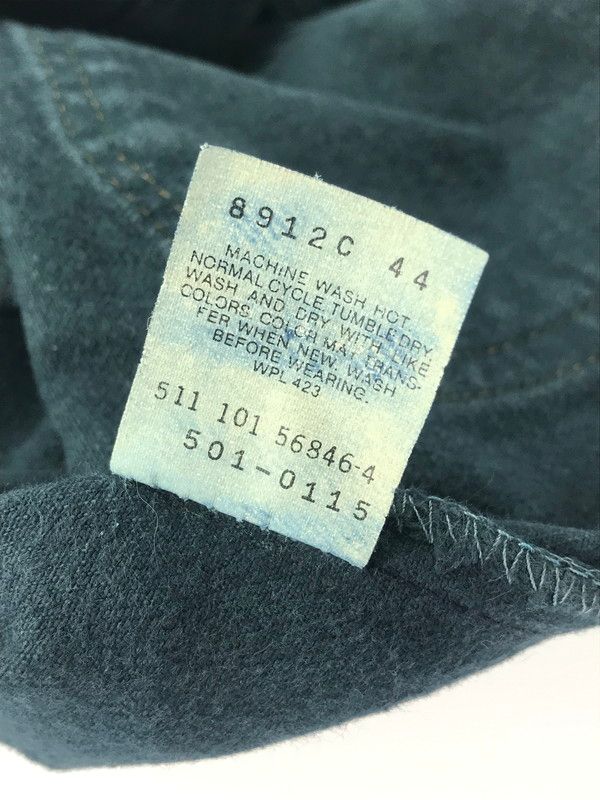 8912C 44
MACHINE WASH HOT.
NORMAL CYCLE, TUMBLE DRY.
WASH AND DRY WITH LIKE
COLORS. COLOR MAY TRANS-
FER WHEN NEW. WASH
BEFORE WEARING.
WPL 423
511 101 56846-4
501-0115